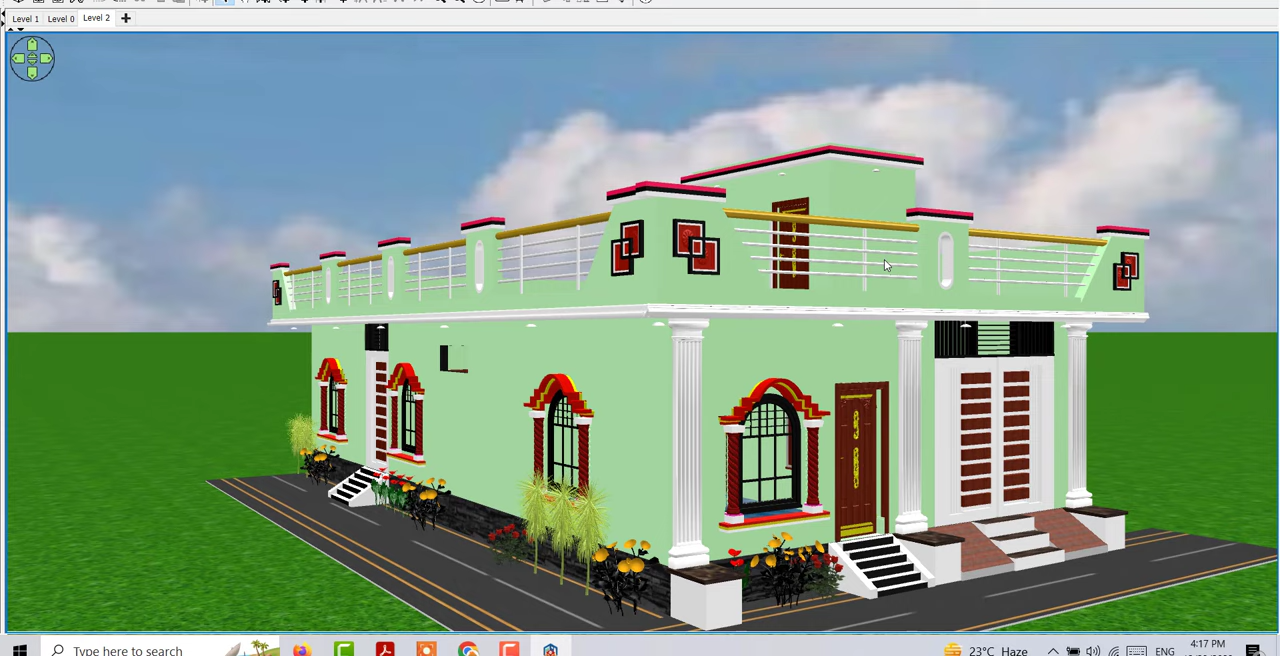 Level 1 Level 0 Level 2
Type here to search
23°C Haze
ENG
4:17 PM